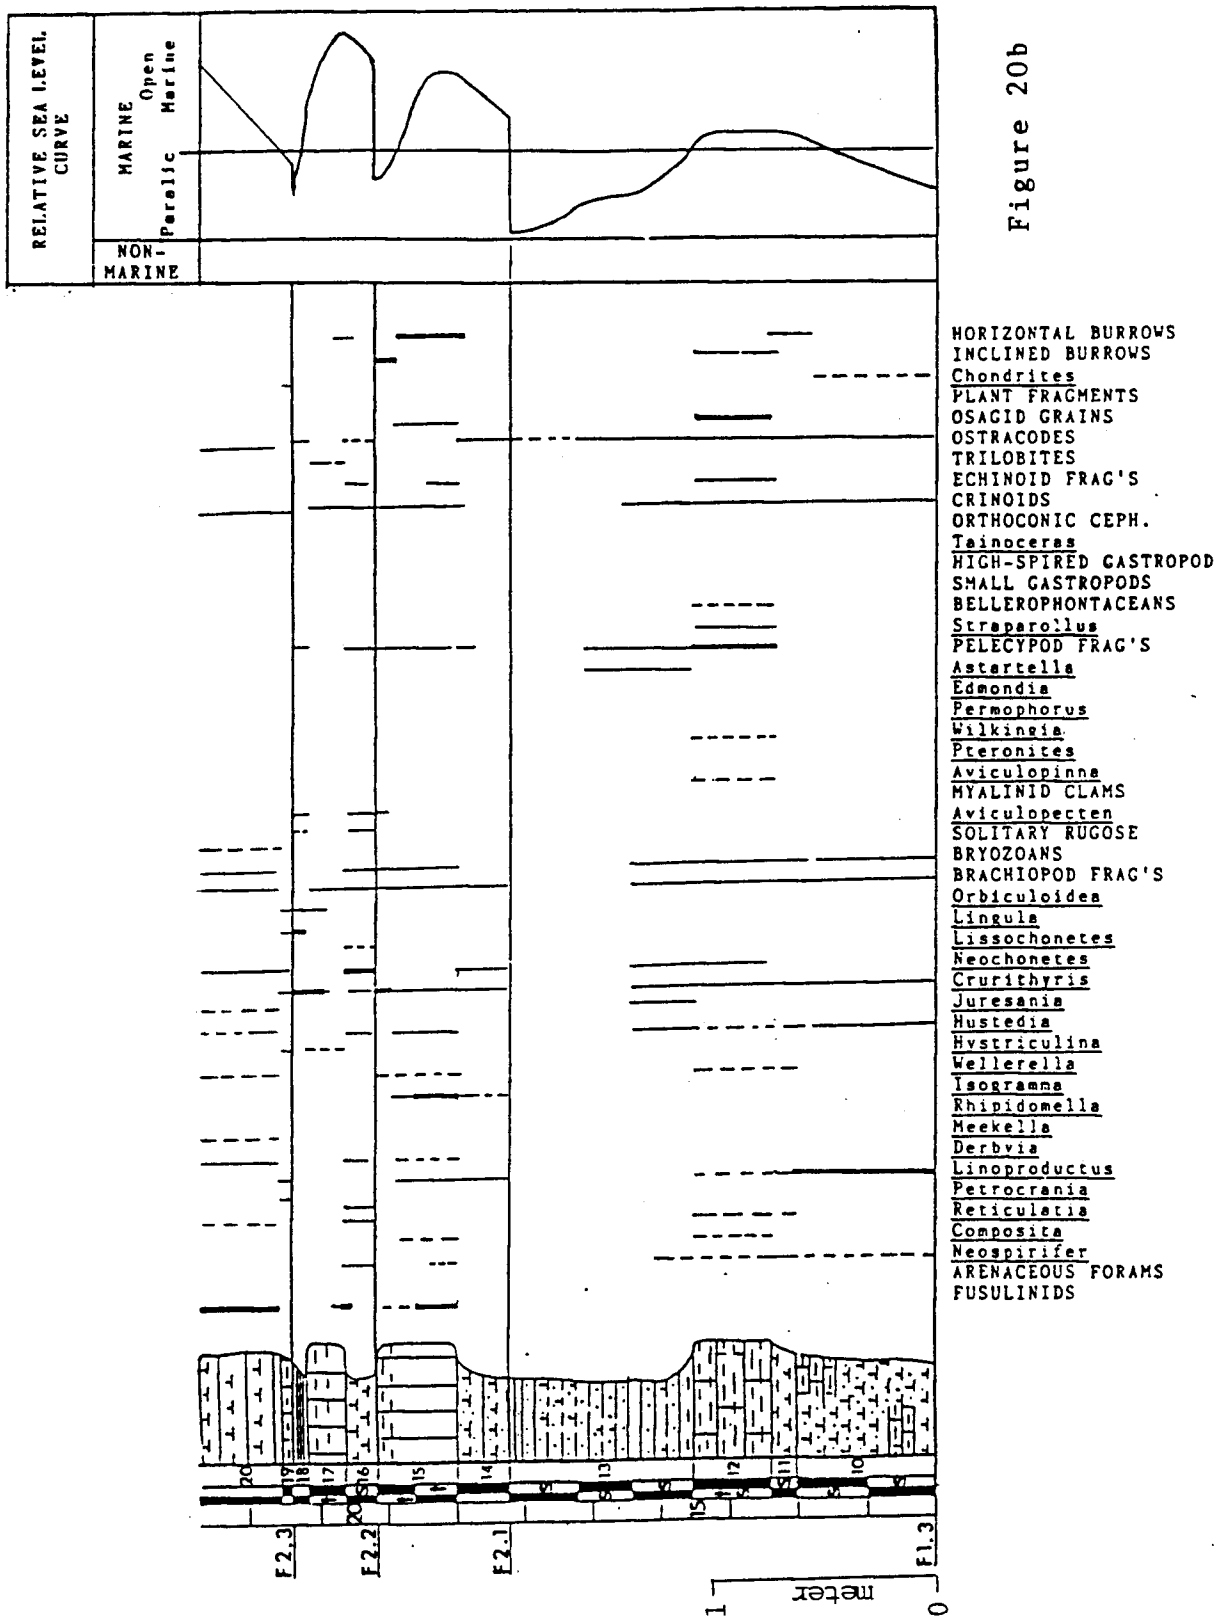 RELATIVE SEA LEVEL
CURVE
MARINE
Open
Marine
Paralic
NON-
MARINE
Figure 20b
HORIZONTAL BURROWS
INCLINED BURROWS
Chondrites
PLANT FRAGMENTS
OSAGID GRAINS
OSTRACODES
TRILOBITES
ECHINOID FRAG'S
CRINOIDS
ORTHOCONIC CEPH.
Tainoceras
HIGH-SPIRED GASTROPOD
SMALL GASTROPODS
BELLEROPHONTACEANS
Straparollus
PELECYPOD FRAG'S
Astartella
Edmondia
Permophorus
Wilkingia
Pteronites
Aviculopinna
MYALINID CLAMS
Aviculopecten
SOLITARY RUGOSE
BRYOZOANS
BRACHIOPOD FRAG'S
Orbiculoidea
Lingula
Lissochonetes
Neochonetes
Crurithyris
Juresania
Hustedia
Hystriculina
Wellerella
Isogramma
Rhipidomella
Meekella
Derbyia
Linoproductus
Petrocrania
Reticulatia
Composita
Neospirifer
ARENACEOUS FORAMS
FUSULINIDS
20
19
18
17
16
15
14
13
12
11
10
20
15
F2.3
F2.2
F2.1
F1.3
1
meter
0